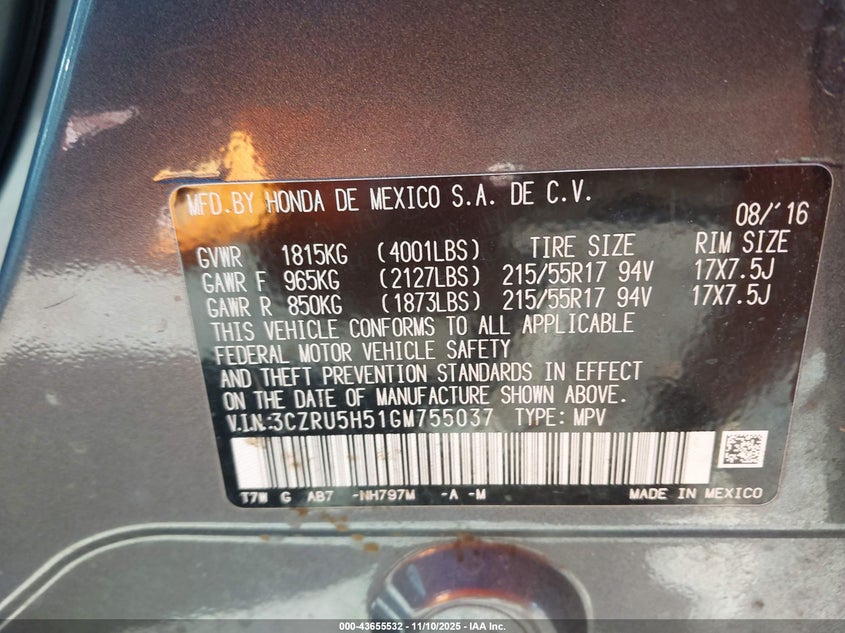 MFD.BY HONDA DE MEXICO S.A. DE C.V.
08/'16
GVWR 1815KG (4001LBS) TIRE SIZE RIM SIZE
GAWR F 965KG (2127LBS) 215/55R17 94V 17X7.5J
GAWR R 850KG (1873LBS) 215/55R17 94V 17X7.5J
THIS VEHICLE CONFORMS TO ALL APPLICABLE
FEDERAL MOTOR VEHICLE SAFETY
AND THEFT PREVENTION STANDARDS IN EFFECT
ON THE DATE OF MANUFACTURE SHOWN ABOVE.
V.I.N.:3CZRU5H51GM755037 TYPE: MPV
T7W G AB7 -NH797M -A -M MADE IN MEXICO
000-43655532 - 11/10/2025 - IAA Inc.